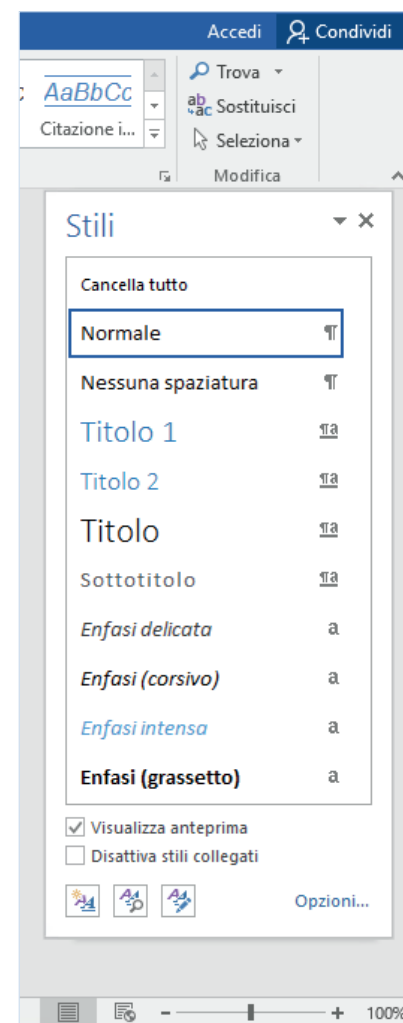 Accedi Condividi
AaBbCc
Citazione i...
Trova
Sostituisci
Seleziona
Modifica
Stili
Cancella tutto
Normale ¶
Nessuna spaziatura ¶
Titolo 1 ¶a
Titolo 2 ¶a
Titolo ¶a
Sottotitolo ¶a
Enfasi delicata a
Enfasi (corsivo) a
Enfasi intensa a
Enfasi (grassetto) a
Visualizza anteprima
Disattiva stili collegati
Opzioni...
- + 100%